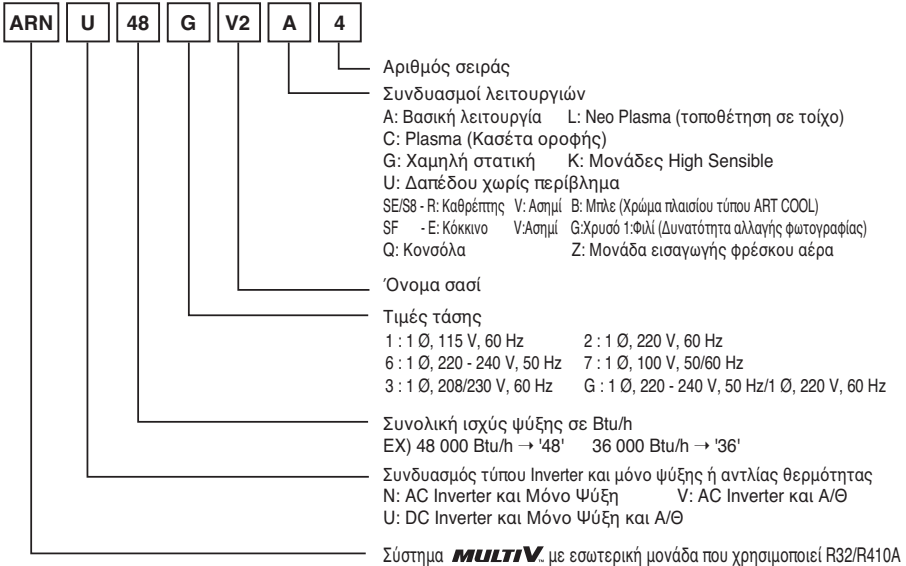 ARN U 48 G V2 A 4
Αριθμός σειράς
Συνδυασμοί λειτουργιών
A: Βασική λειτουργία L: Neo Plasma (τοποθέτηση σε τοίχο)
C: Plasma (Κασέτα οροφής)
G: Χαμηλή στατική K: Μονάδες High Sensible
U: Δαπέδου χωρίς περίβλημα
SE/S8 - R: Καθρέπτης V: Ασημί B: Μπλε (Χρώμα πλαισίου τύπου ART COOL)
SF - E: Κόκκινο V:Ασημί G:Χρυσό 1:Φιλί (Δυνατότητα αλλαγής φωτογραφίας)
Q: Κονσόλα Z: Μονάδα εισαγωγής φρέσκου αέρα
Όνομα σασί
Τιμές τάσης
1 : 1 Ø, 115 V, 60 Hz 2 : 1 Ø, 220 V, 60 Hz
6 : 1 Ø, 220 - 240 V, 50 Hz 7 : 1 Ø, 100 V, 50/60 Hz
3 : 1 Ø, 208/230 V, 60 Hz G : 1 Ø, 220 - 240 V, 50 Hz/1 Ø, 220 V, 60 Hz
Συνολική ισχύς ψύξης σε Btu/h
EX) 48 000 Btu/h → '48' 36 000 Btu/h → '36'
Συνδυασμός τύπου Inverter και μόνο ψύξης ή αντλίας θερμότητας
N: AC Inverter και Μόνο Ψύξη V: AC Inverter και Α/Θ
U: DC Inverter και Μόνο Ψύξη και Α/Θ
Σύστημα MULTI V™ με εσωτερική μονάδα που χρησιμοποιεί R32/R410A